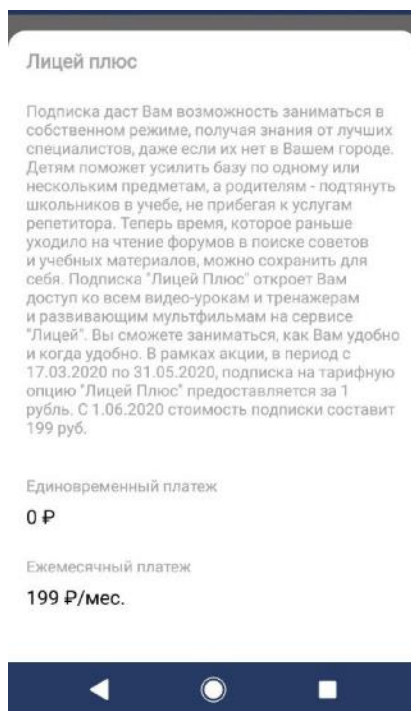 Лицей плюс
Подписка даст Вам возможность заниматься в
собственном режиме, получая знания от лучших
специалистов, даже если их нет в Вашем городе.
Детям поможет усилить базу по одному или
нескольким предметам, а родителям - подтянуть
школьников в учебе, не прибегая к услугам
репетитора. Теперь время, которое раньше
уходило на чтение форумов в поиске советов
и учебных материалов, можно сохранить для
себя. Подписка "Лицей Плюс" откроет Вам
доступ ко всем видео-урокам и тренажерам
и развивающим мультфильмам на сервисе
"Лицей". Вы сможете заниматься, как Вам удобно
и когда удобно. В рамках акции, в период с
17.03.2020 по 31.05.2020, подписка на тарифную
опцию "Лицей Плюс" предоставляется за 1
рубль. С 1.06.2020 стоимость подписки составит
199 руб.
Единовременный платеж
0 ₽
Ежемесячный платеж
199 ₽/мес.